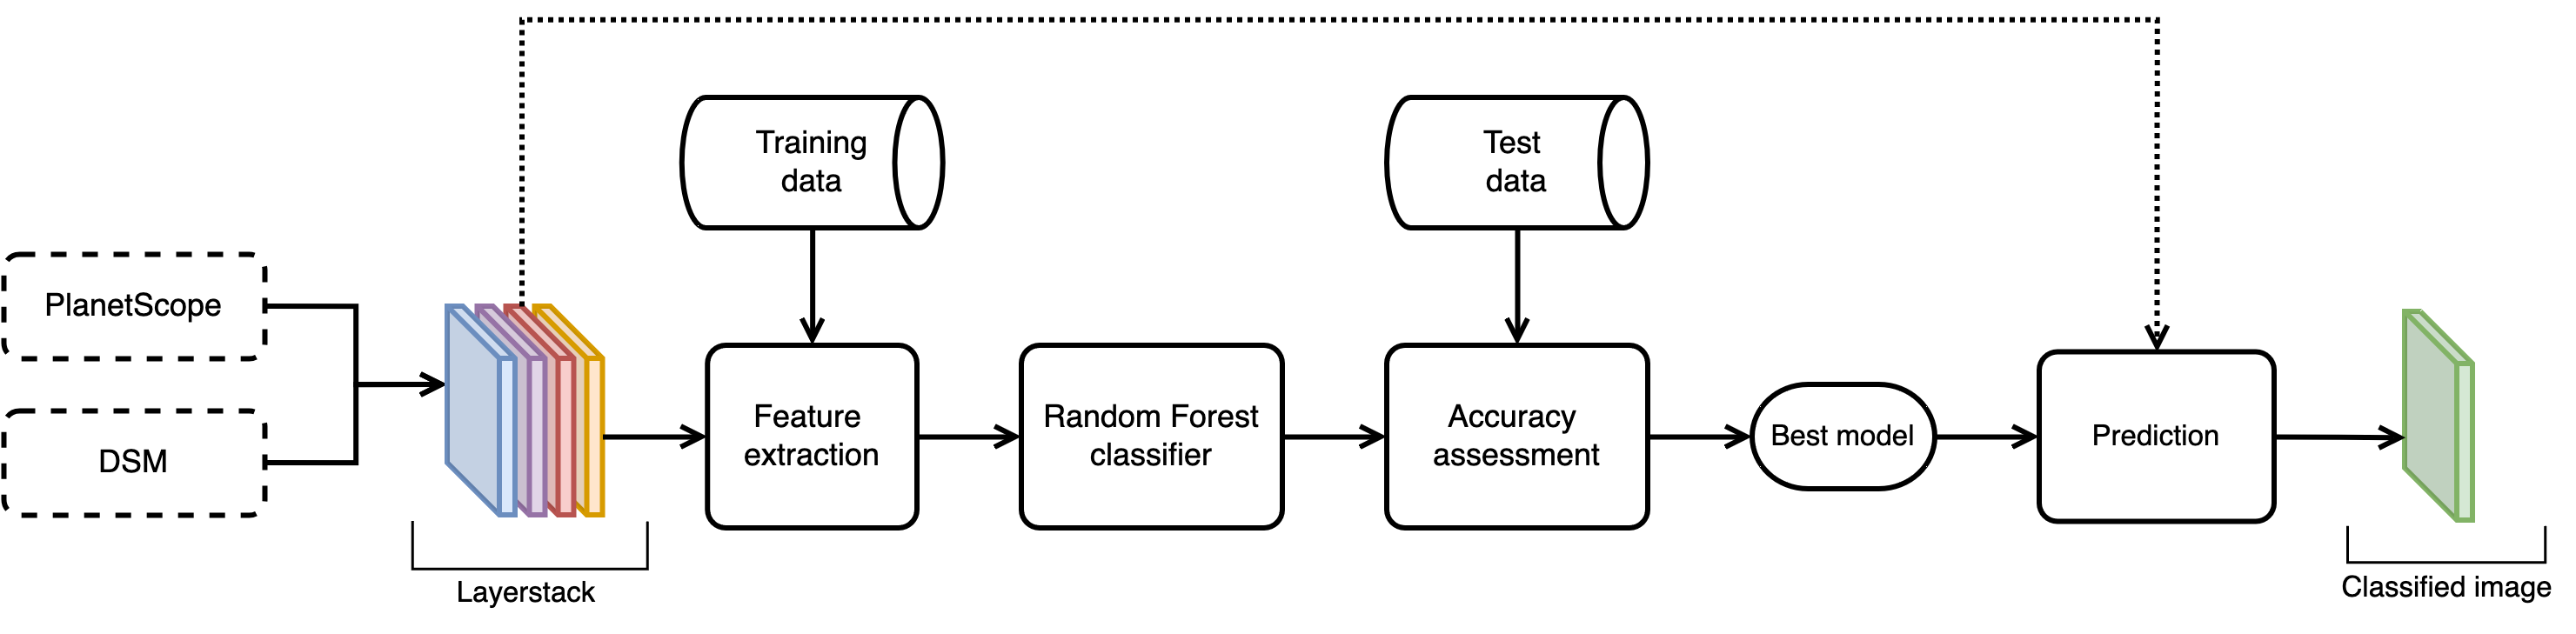 Training
data
Test
data
PlanetScope
DSM
Layerstack
Feature
extraction
Random Forest
classifier
Accuracy
assessment
Best model
Prediction
Classified image